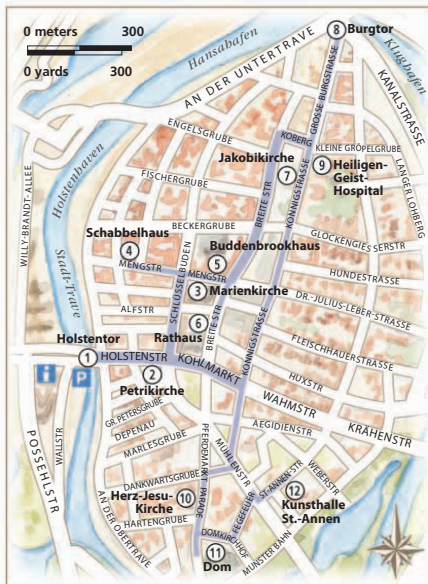 0 meters 300
0 yards 300
Hansahafen
8 Burgtor
Klughafen
AN DER UNTERTRAVE
KANALSTRASSE
GROSSE BURGSTRASSE
ENGELSGRUBE
KOBERG
KLEINE GRÖPELGRUBE
Jakobikirche
7
9 Heiligen-
Geist-
Hospital
LANGER LOHBERG
Holstenhaven
WILLY-BRANDT-ALLEE
FISCHERGRUBE
BREITE STR
KÖNNIGSTRASSE
BECKERGRUBE
Schabbelhaus
4
Buddenbrookhaus
5
GLOCKENGIESSERSTR
MENGSTR
MENGSTR
HUNDESTRASSE
Stadt-Trave
SCHLÜSSELBUDEN
3 Marienkirche
DR.-JULIUS-LEBER-STRASSE
ALFSTR
6
Rathaus
BREITE STR
KÖNNIGSTRASSE
FLEISCHHAUERSTRASSE
Holstentor
1 HOLSTENSTR
KOHLMARKT
HUXSTR
i
P
2
Petrikirche
WAHMSTR
KRÄHENSTR
GR. PETERSGRUBE
DEPENAU
AEGIDIENSTR
POSSEHLSTR
WALLSTR
MARLESGRUBE
PFERDEMARKT
MÜHLENSTR
WEBERSTR
ST-ANNEN-STR
DANKWARTSGRUBE
PARADE
FEGEFEUER
12
Kunsthalle
St.-Annen
Herz-Jesu-
Kirche 10
HARTENGRUBE
AN DER OBERTRAVE
DOMKIRCHHOF
MUNSTER BAHN
11
Dom